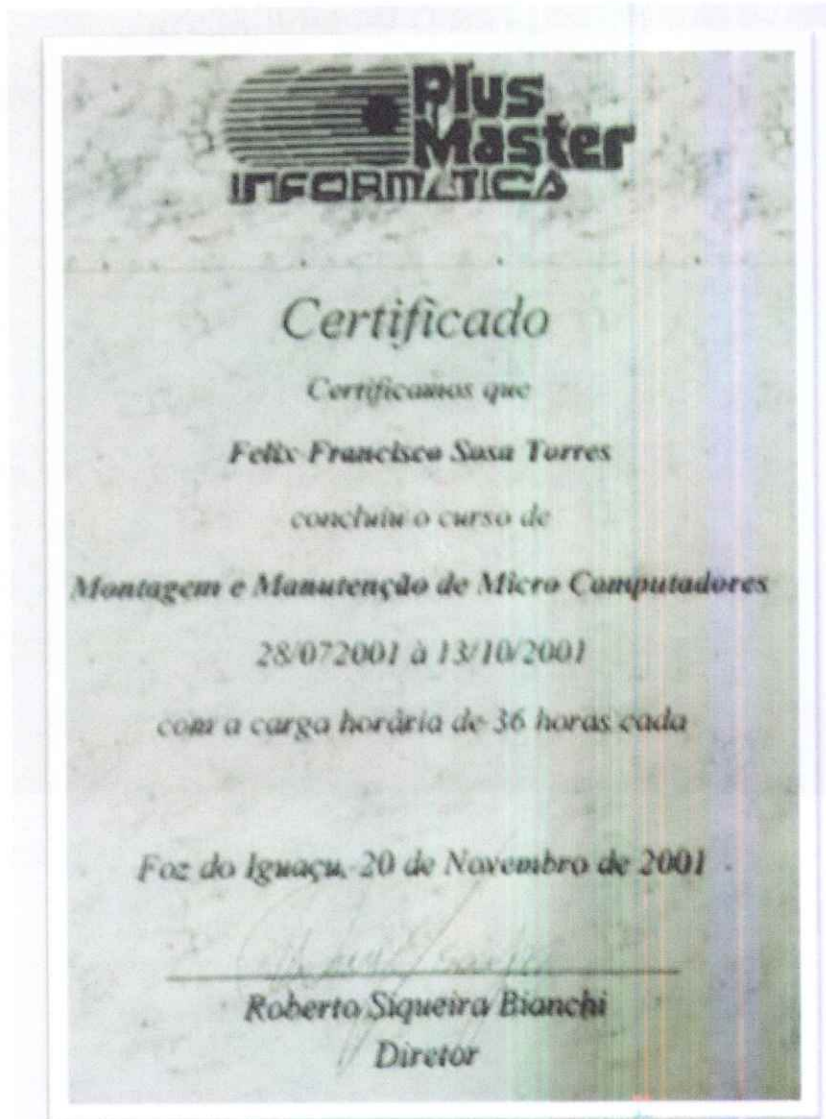 Plus
Master
INFORMATICA
Certificado
Certificamos que
Felix Francisco Sosa Torres
concluiu o curso de
Montagem e Manutenção de Micro Computadores
28/072001 à 13/10/2001
com a carga horária de 36 horas cada
Foz do Iguaçu, 20 de Novembro de 2001
Roberto Siqueira Bianchi
Diretor